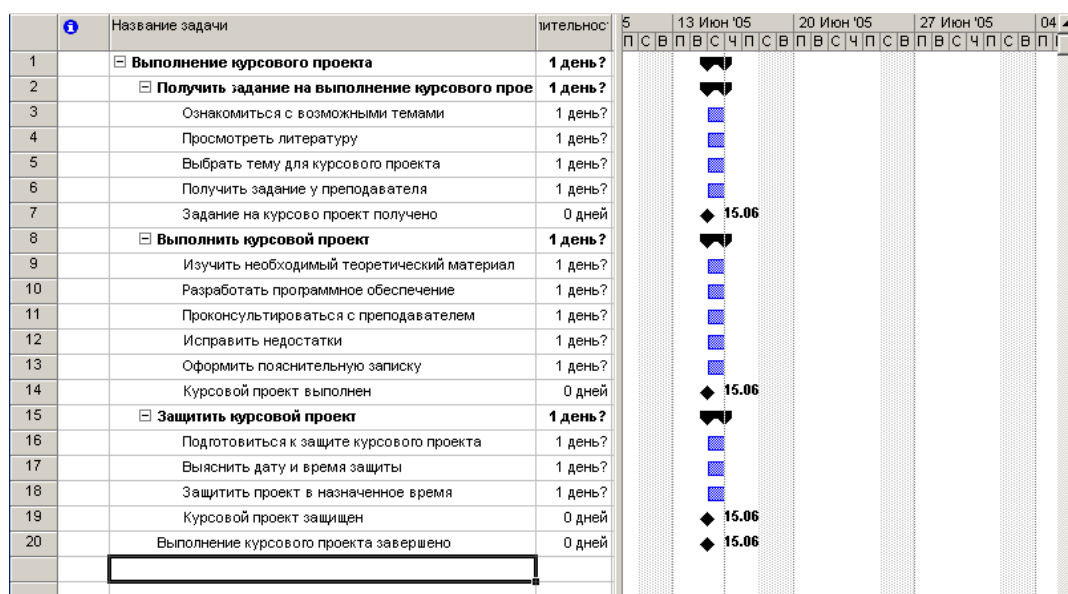 Название задачи ительнос 5 13 Июн '05 20 Июн '05 27 Июн '05 04
П С В П В С Ч П С В П В С Ч П С В П В С Ч П С В П
1 Выполнение курсового проекта 1 день?
2 Получить задание на выполнение курсового прое 1 день?
3 Ознакомиться с возможными темами 1 день?
4 Просмотреть литературу 1 день?
5 Выбрать тему для курсового проекта 1 день?
6 Получить задание у преподавателя 1 день?
7 Задание на курсово проект получено 0 дней 15.06
8 Выполнить курсовой проект 1 день?
9 Изучить необходимый теоретический материал 1 день?
10 Разработать программное обеспечение 1 день?
11 Проконсультироваться с преподавателем 1 день?
12 Исправить недостатки 1 день?
13 Оформить пояснительную записку 1 день?
14 Курсовой проект выполнен 0 дней 15.06
15 Защитить курсовой проект 1 день?
16 Подготовиться к защите курсового проекта 1 день?
17 Выяснить дату и время защиты 1 день?
18 Защитить проект в назначенное время 1 день?
19 Курсовой проект защищен 0 дней 15.06
20 Выполнение курсового проекта завершено 0 дней 15.06